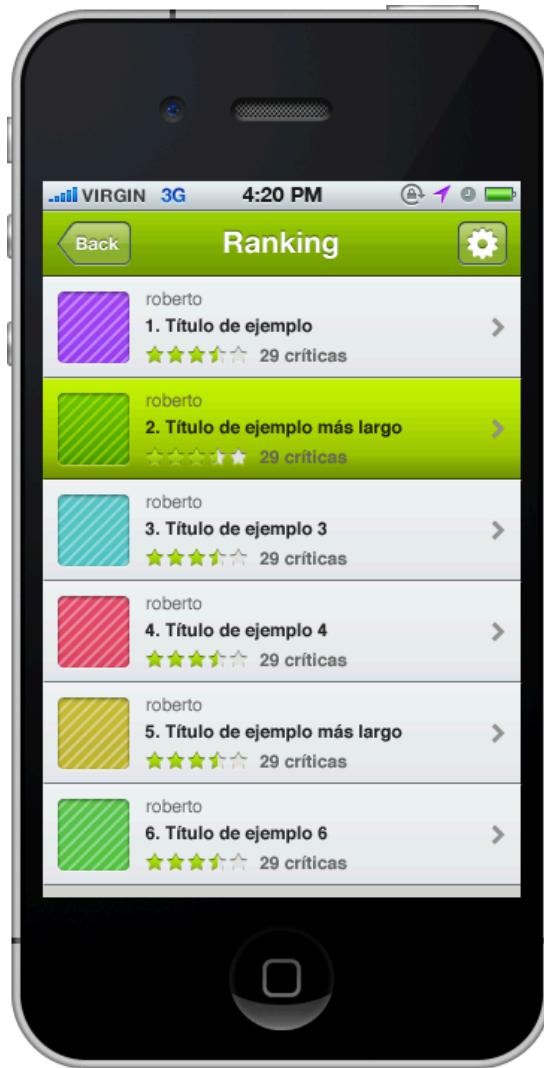 VIRGIN 3G 4:20 PM
Back Ranking
roberto
1. Título de ejemplo
29 críticas
roberto
2. Título de ejemplo más largo
29 críticas
roberto
3. Título de ejemplo 3
29 críticas
roberto
4. Título de ejemplo 4
29 críticas
roberto
5. Título de ejemplo más largo
29 críticas
roberto
6. Título de ejemplo 6
29 críticas